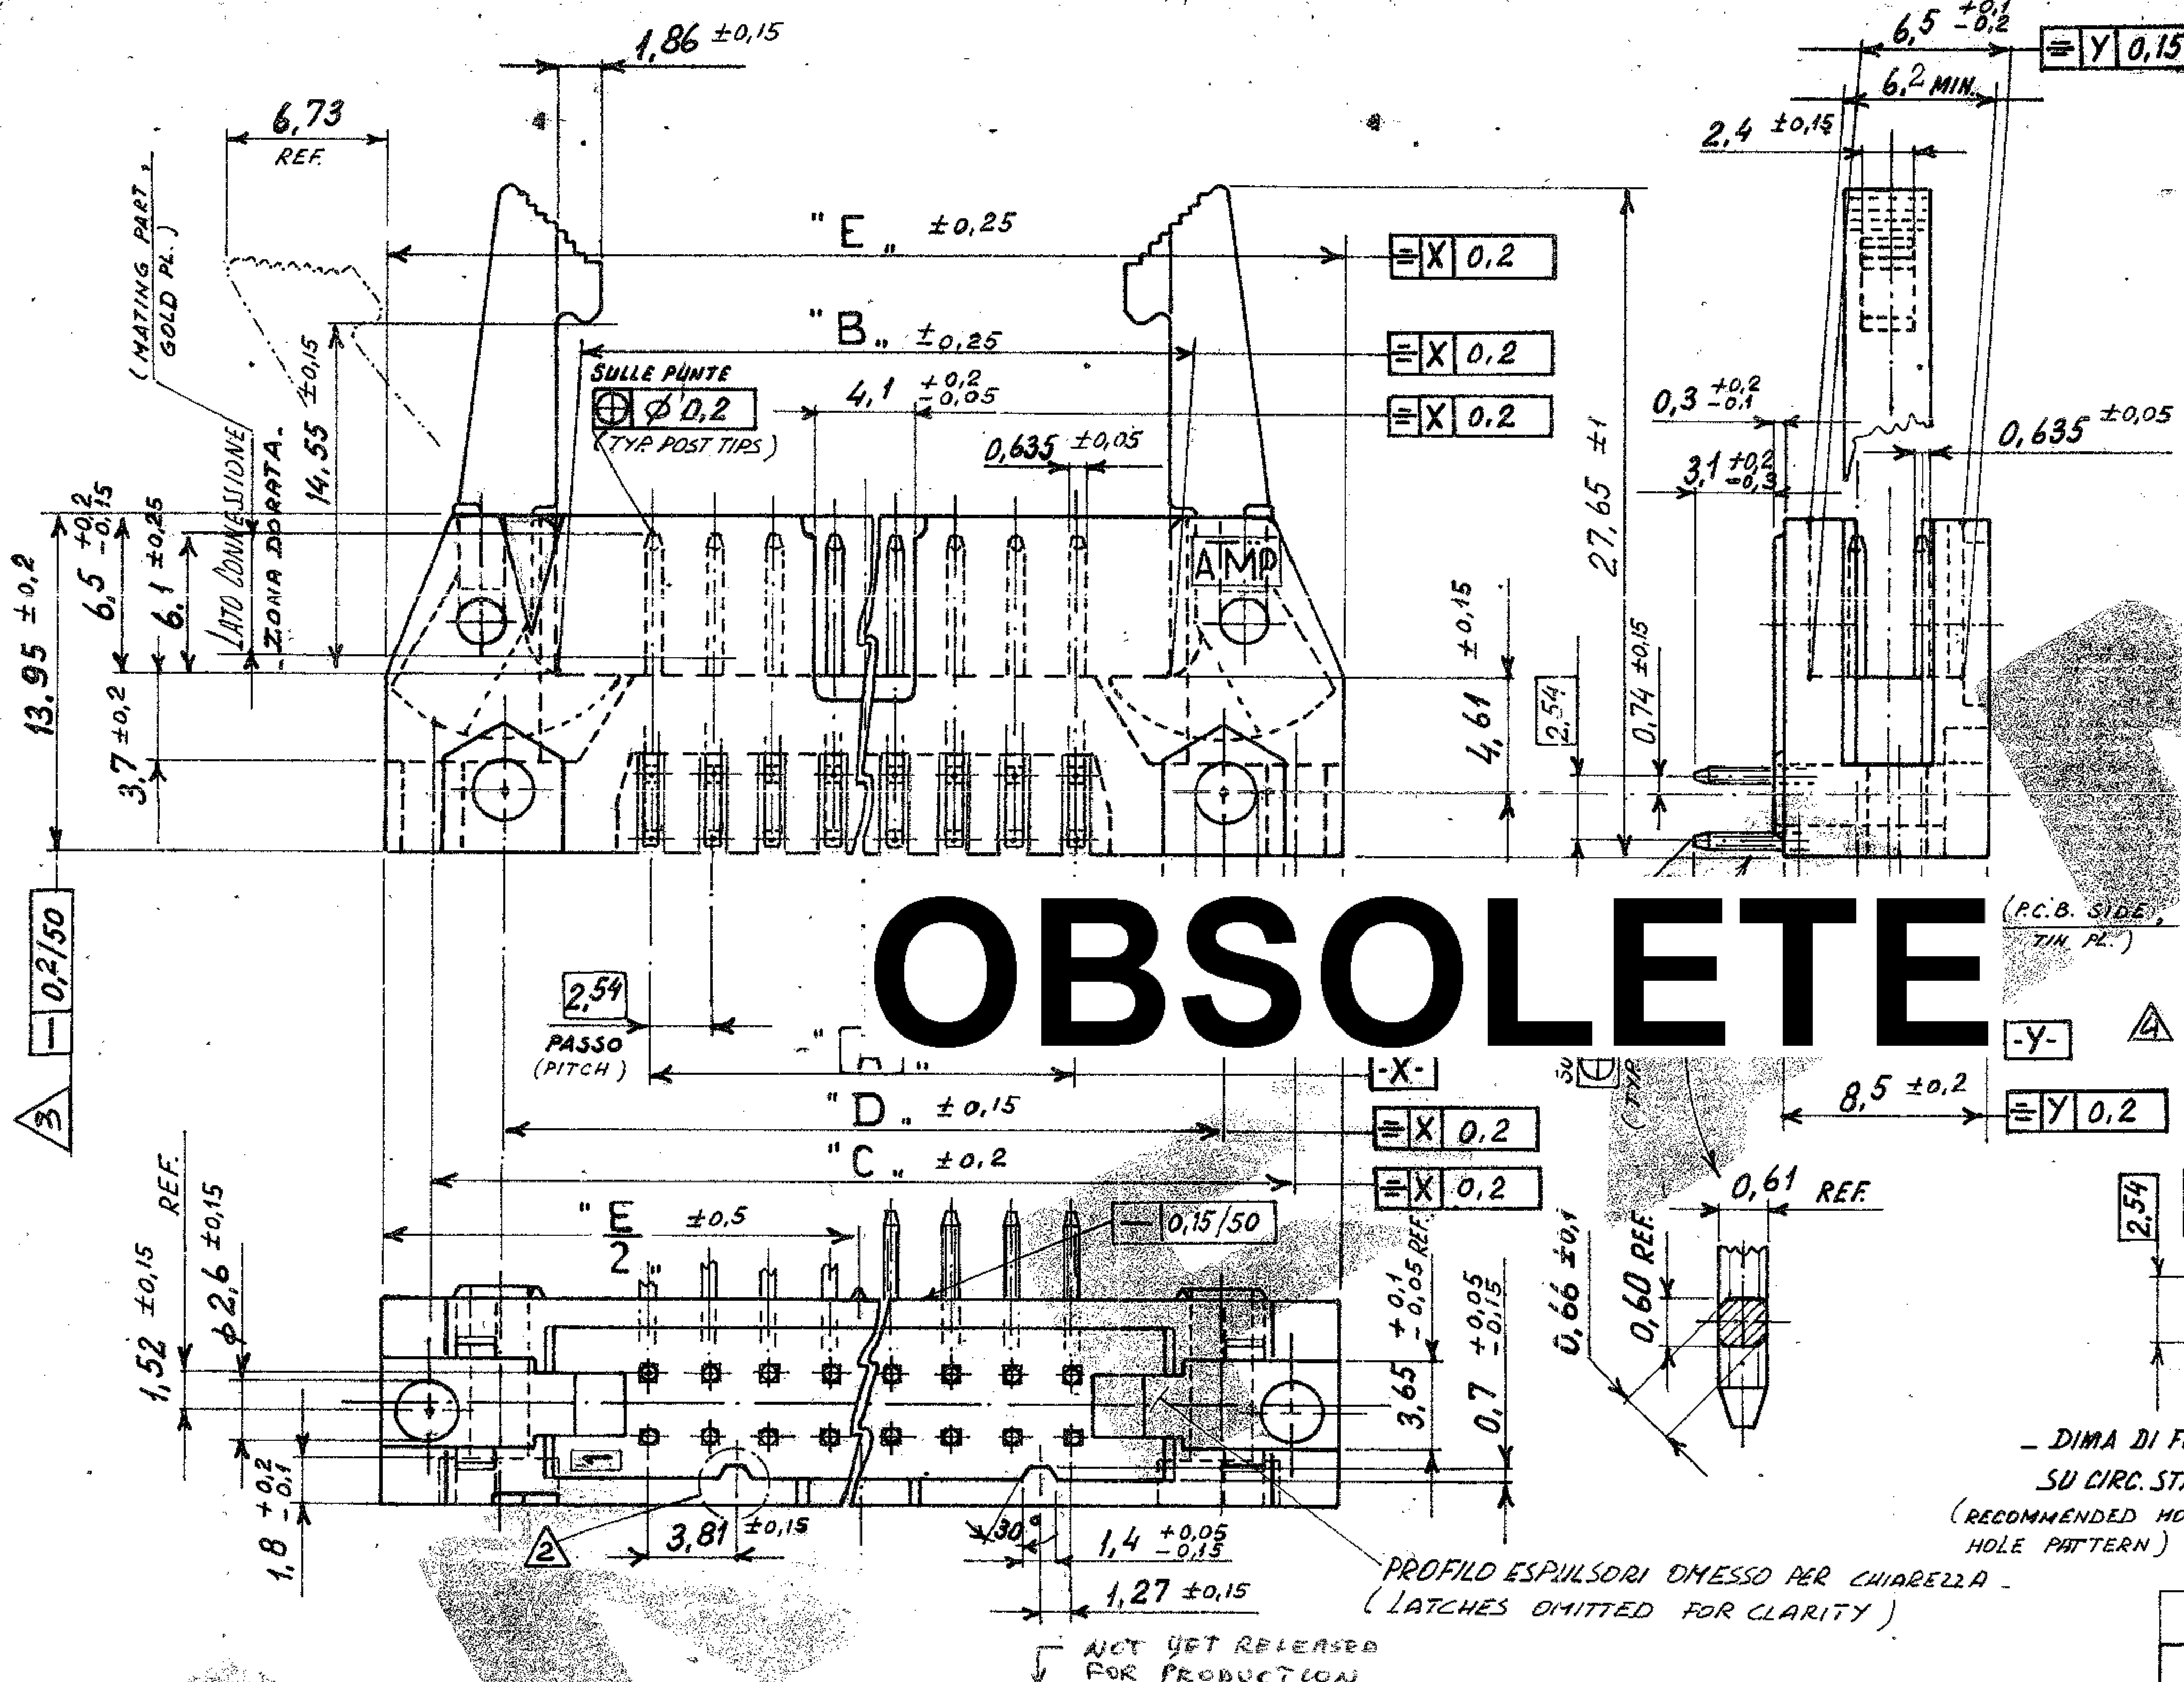 1,86 ±0,15
6,5 +0,1 -0,2
Y 0,15
6,73
REF.
6,2 MIN.
2,4 ±0,15
(MATING PART,
GOLD PL.)
"E" ±0,25
X 0,2
"B" ±0,25
X 0,2
SULLE PUNTE
φ 0,2
(TYP. POST TIPS)
4,1 +0,2 -0,05
X 0,2
0,635 ±0,05
0,3 +0,2 -0,1
0,635 ±0,05
3,1 +0,2 -0,3
27,65 ±1
14,55 ±0,15
LATO CONNESSIONE
ZONA DORATA.
6,1 ±0,25
6,5 +0,2 -0,15
13.95 ±0,2
3,7 ±0,2
AMP
4,61 ±0,15
2,54
0,74 ±0,15
0,2/50
3
OBSOLETE
(P.C.B. SIDE,
TIN PL.)
2,54
PASSO
(PITCH)
"A"
-X-
-Y-
4
(TYP.
8,5 ±0,2
Y 0,2
"D" ±0,15
X 0,2
"C" ±0,2
X 0,2
"E/2" ±0,5
0,15/50
1,52 ±0,15 REF.
φ 2,6 ±0,15
1,8 +0,2 -0,1
3,65 +0,1 -0,05 REF.
0,7 +0,05 -0,15
0,61 REF.
0,66 ±0,1
0,60 REF.
2,54
2
3,81 ±0,15
30°
1,4 +0,05 -0,15
1,27 ±0,15
PROFILO ESPULSORI OMESSO PER CHIAREZZA -
(LATCHES OMITTED FOR CLARITY)
- DIMA DI F
SU CIRC. ST
(RECOMMENDED
HOLE PATTERN)
NOT YET RELEASED
FOR PRODUCTION